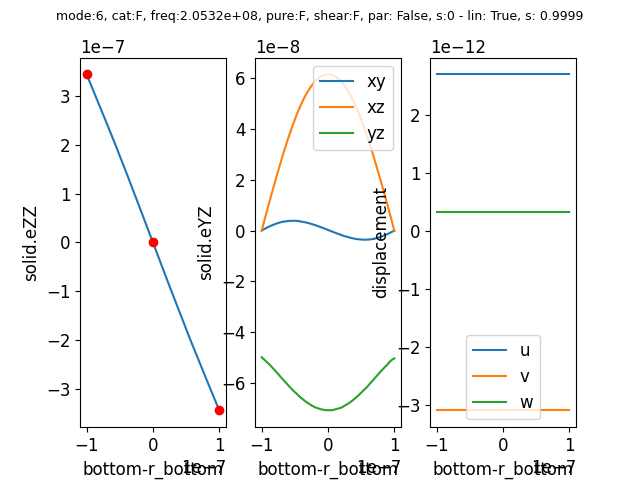 mode:6, cat:F, freq:2.0532e+08, pure:F, shear:F, par: False, s:0 - lin: True, s: 0.9999
1e−7
solid.eZZ
3
2
1
0
−1
−2
−3
−1 0 1
1e−7
bottom-r_bottom
1e−8
solid.eYZ
6
4
2
0
−2
−4
−6
xy
xz
yz
−1 0 1
1e−7
bottom-r_bottom
1e−12
displacement
2
1
0
−1
−2
−3
u
v
w
−1 0 1
1e−7
bottom-r_bottom